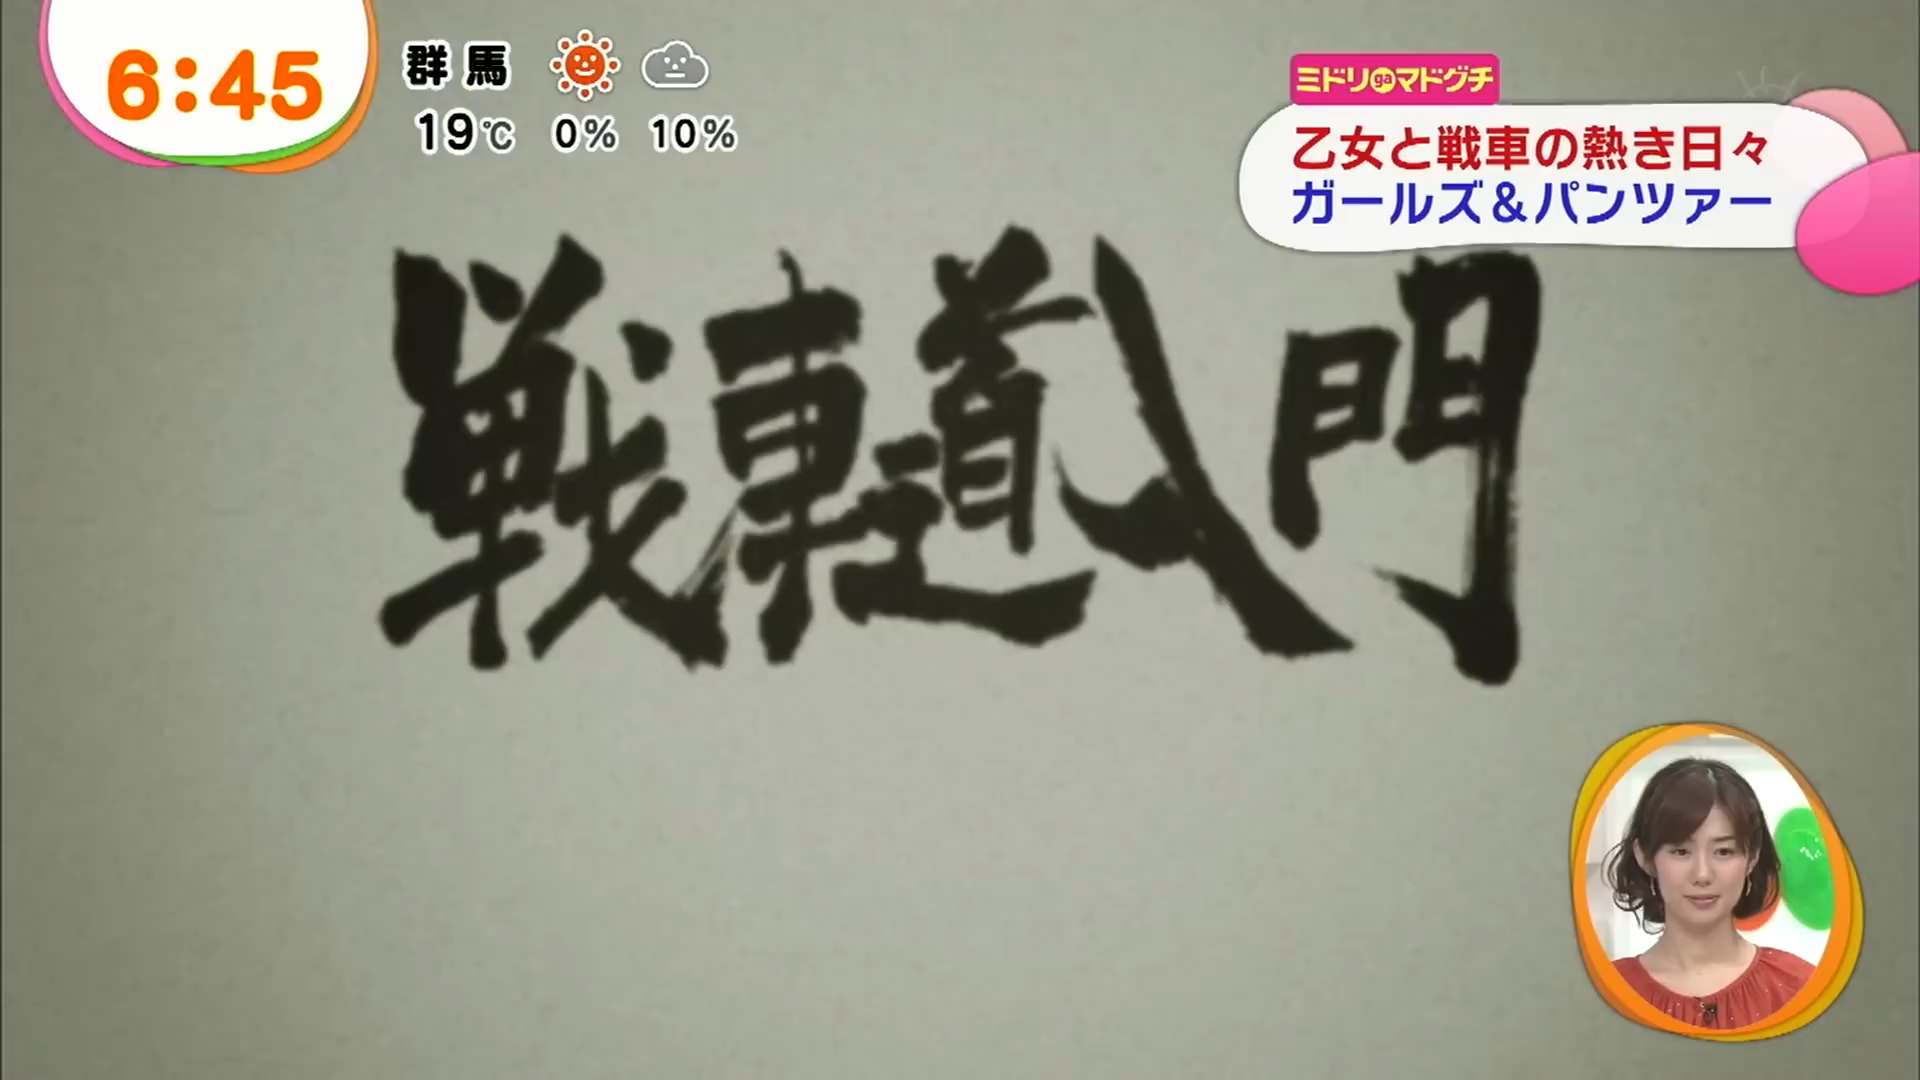 6:45
群馬
19℃ 0% 10%
ミドリgaマドグチ
乙女と戦車の熱き日々
ガールズ&パンツァー
戦車道入門